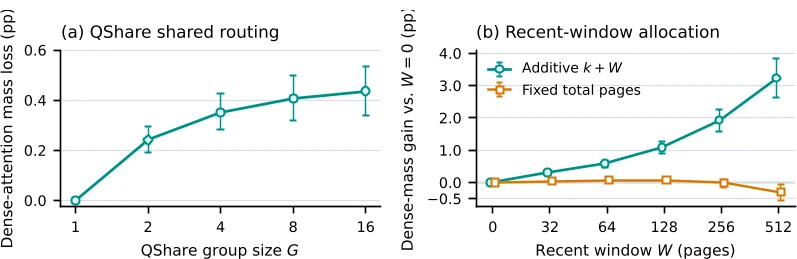 (a) QShare shared routing
Dense-attention mass loss (pp)
0.6
0.4
0.2
0.0
1 2 4 8 16
QShare group size G
(b) Recent-window allocation
Dense-mass gain vs. W = 0 (pp)
4.0
3.0
2.0
1.0
0.0
−0.5
Additive k + W
Fixed total pages
0 32 64 128 256 512
Recent window W (pages)